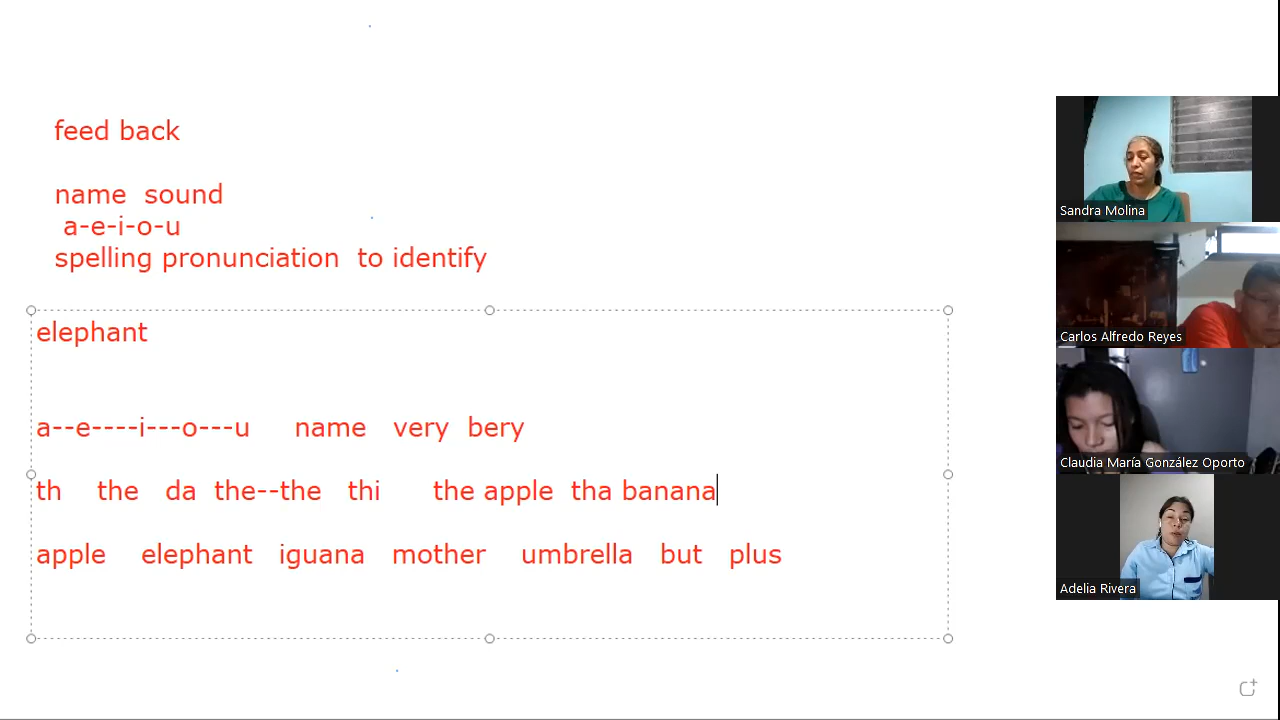 feed back
name sound
a-e-i-o-u
spelling pronunciation to identify
elephant
a--e----i---o---u name very bery
th the da the--the thi the apple tha banana
apple elephant iguana mother umbrella but plus
Sandra Molina
Carlos Alfredo Reyes
Claudia María González Oporto
Adelia Rivera